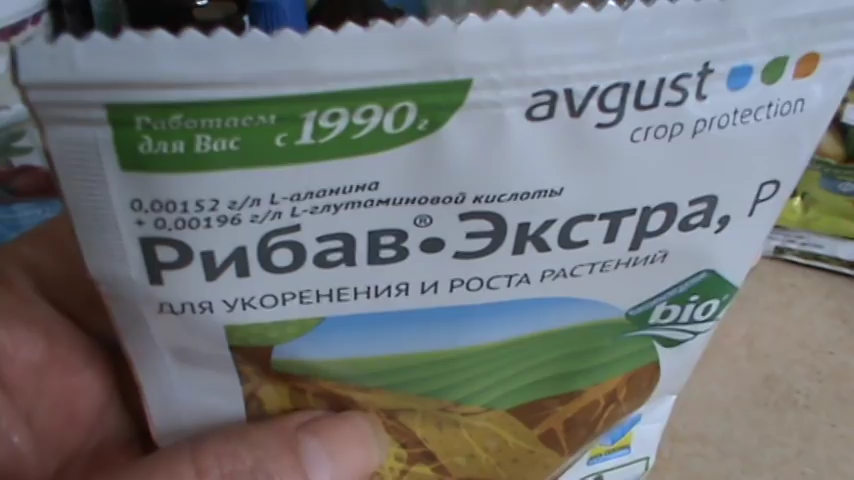 Работаем
для Вас с 1990г
avgust
crop protection
0,00152 г/л L-аланина
+ 0,00196 г/л L-глутаминовой кислоты
Рибав®•Экстра, Р
ДЛЯ УКОРЕНЕНИЯ И РОСТА РАСТЕНИЙ
bio